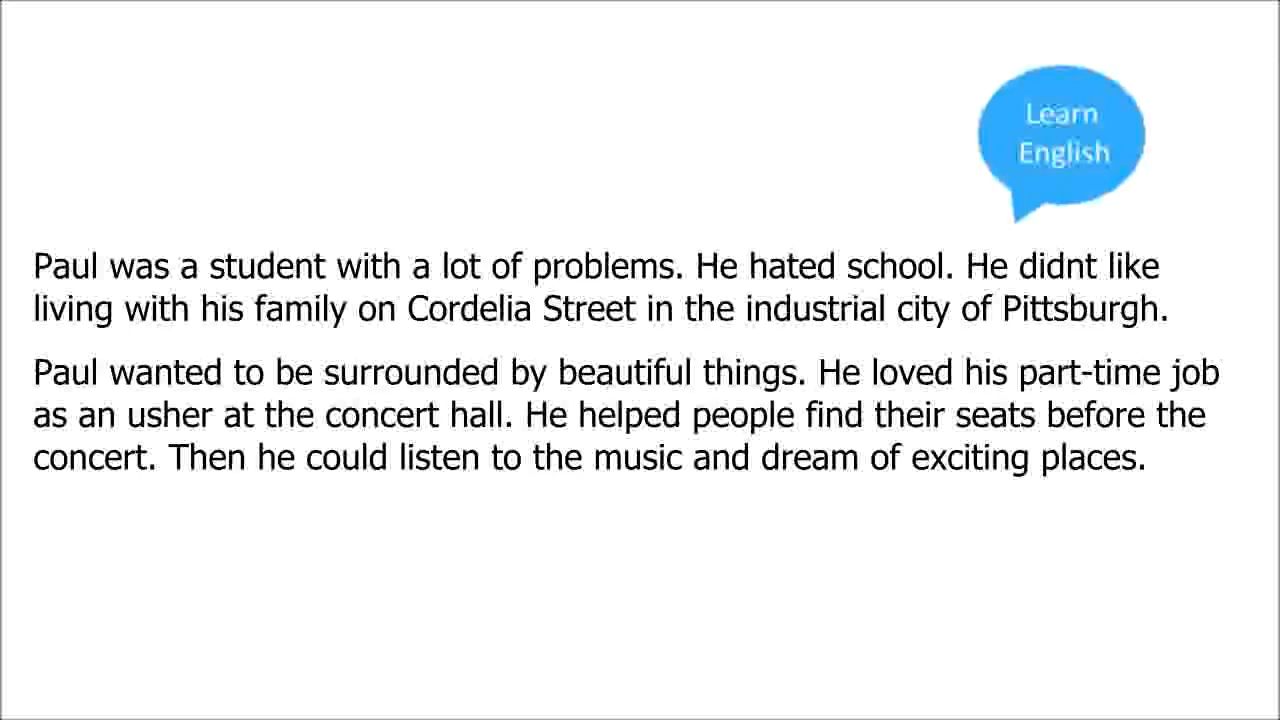 Learn
English
Paul was a student with a lot of problems. He hated school. He didnt like
living with his family on Cordelia Street in the industrial city of Pittsburgh.
Paul wanted to be surrounded by beautiful things. He loved his part-time job
as an usher at the concert hall. He helped people find their seats before the
concert. Then he could listen to the music and dream of exciting places.